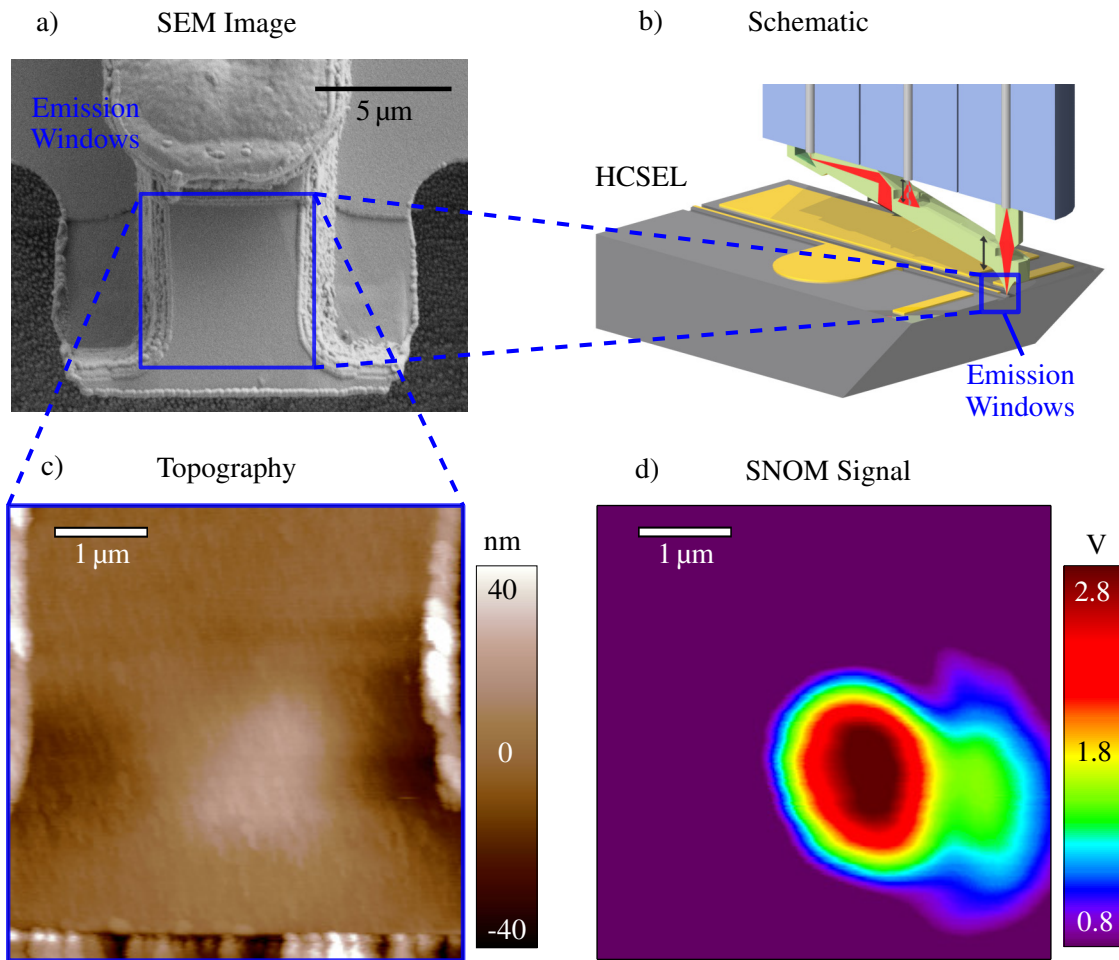 a) SEM Image
b) Schematic
Emission
Windows
5 µm
HCSEL
Emission
Windows
c) Topography
d) SNOM Signal
1 µm
nm
40
0
-40
1 µm
V
2.8
1.8
0.8